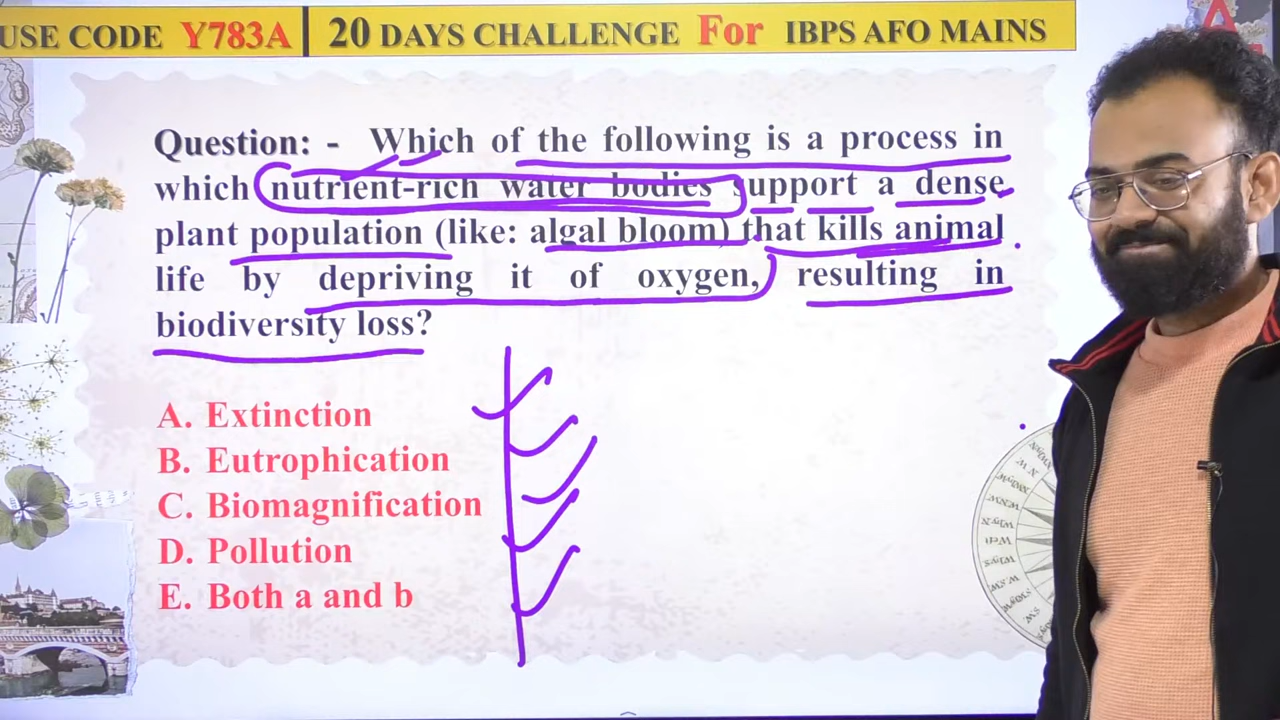 USE CODE Y783A | 20 DAYS CHALLENGE For IBPS AFO MAINS
Question: - Which of the following is a process in
which nutrient-rich water bodies support a dense
plant population (like: algal bloom) that kills animal
life by depriving it of oxygen, resulting in
biodiversity loss?
A. Extinction
B. Eutrophication
C. Biomagnification
D. Pollution
E. Both a and b